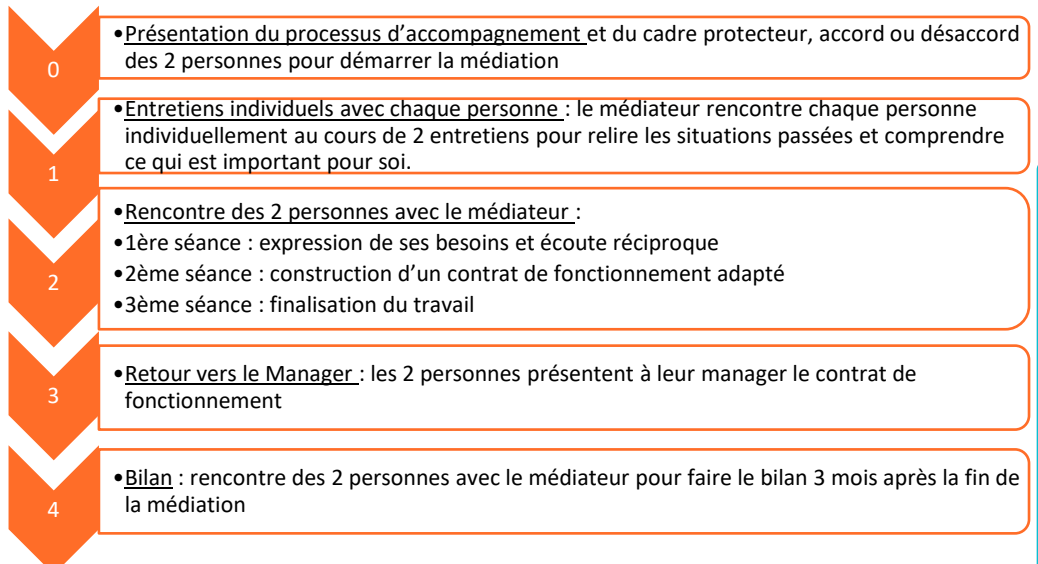 0
•Présentation du processus d'accompagnement et du cadre protecteur, accord ou désaccord
des 2 personnes pour démarrer la médiation
1
•Entretiens individuels avec chaque personne : le médiateur rencontre chaque personne
individuellement au cours de 2 entretiens pour relire les situations passées et comprendre
ce qui est important pour soi.
2
•Rencontre des 2 personnes avec le médiateur :
•1ère séance : expression de ses besoins et écoute réciproque
•2ème séance : construction d'un contrat de fonctionnement adapté
•3ème séance : finalisation du travail
3
•Retour vers le Manager : les 2 personnes présentent à leur manager le contrat de
fonctionnement
4
•Bilan : rencontre des 2 personnes avec le médiateur pour faire le bilan 3 mois après la fin de
la médiation